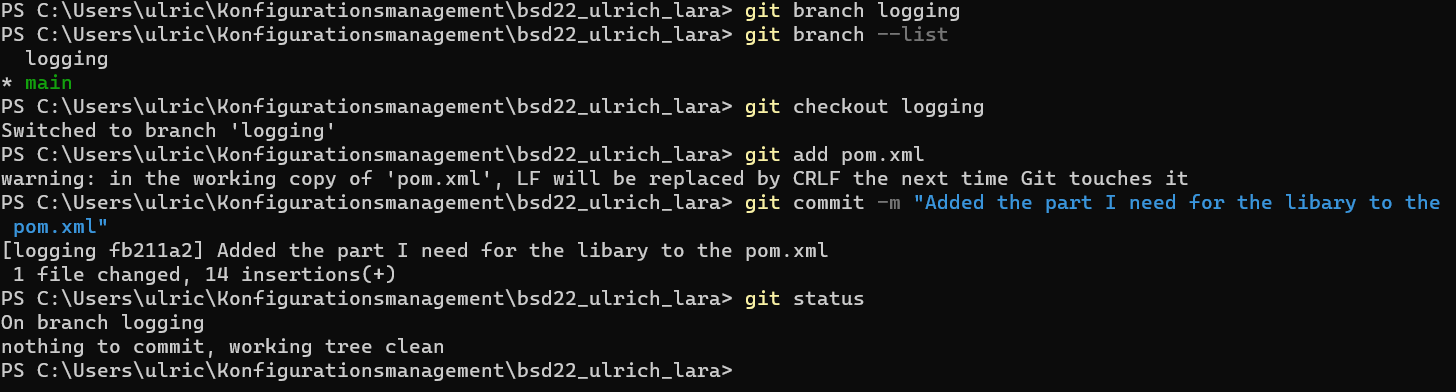 PS C:\Users\ulric\Konfigurationsmanagement\bsd22_ulrich_lara> git branch logging
PS C:\Users\ulric\Konfigurationsmanagement\bsd22_ulrich_lara> git branch --list
  logging
* main
PS C:\Users\ulric\Konfigurationsmanagement\bsd22_ulrich_lara> git checkout logging
Switched to branch 'logging'
PS C:\Users\ulric\Konfigurationsmanagement\bsd22_ulrich_lara> git add pom.xml
warning: in the working copy of 'pom.xml', LF will be replaced by CRLF the next time Git touches it
PS C:\Users\ulric\Konfigurationsmanagement\bsd22_ulrich_lara> git commit -m "Added the part I need for the libary to the
 pom.xml"
[logging fb211a2] Added the part I need for the libary to the pom.xml
 1 file changed, 14 insertions(+)
PS C:\Users\ulric\Konfigurationsmanagement\bsd22_ulrich_lara> git status
On branch logging
nothing to commit, working tree clean
PS C:\Users\ulric\Konfigurationsmanagement\bsd22_ulrich_lara>